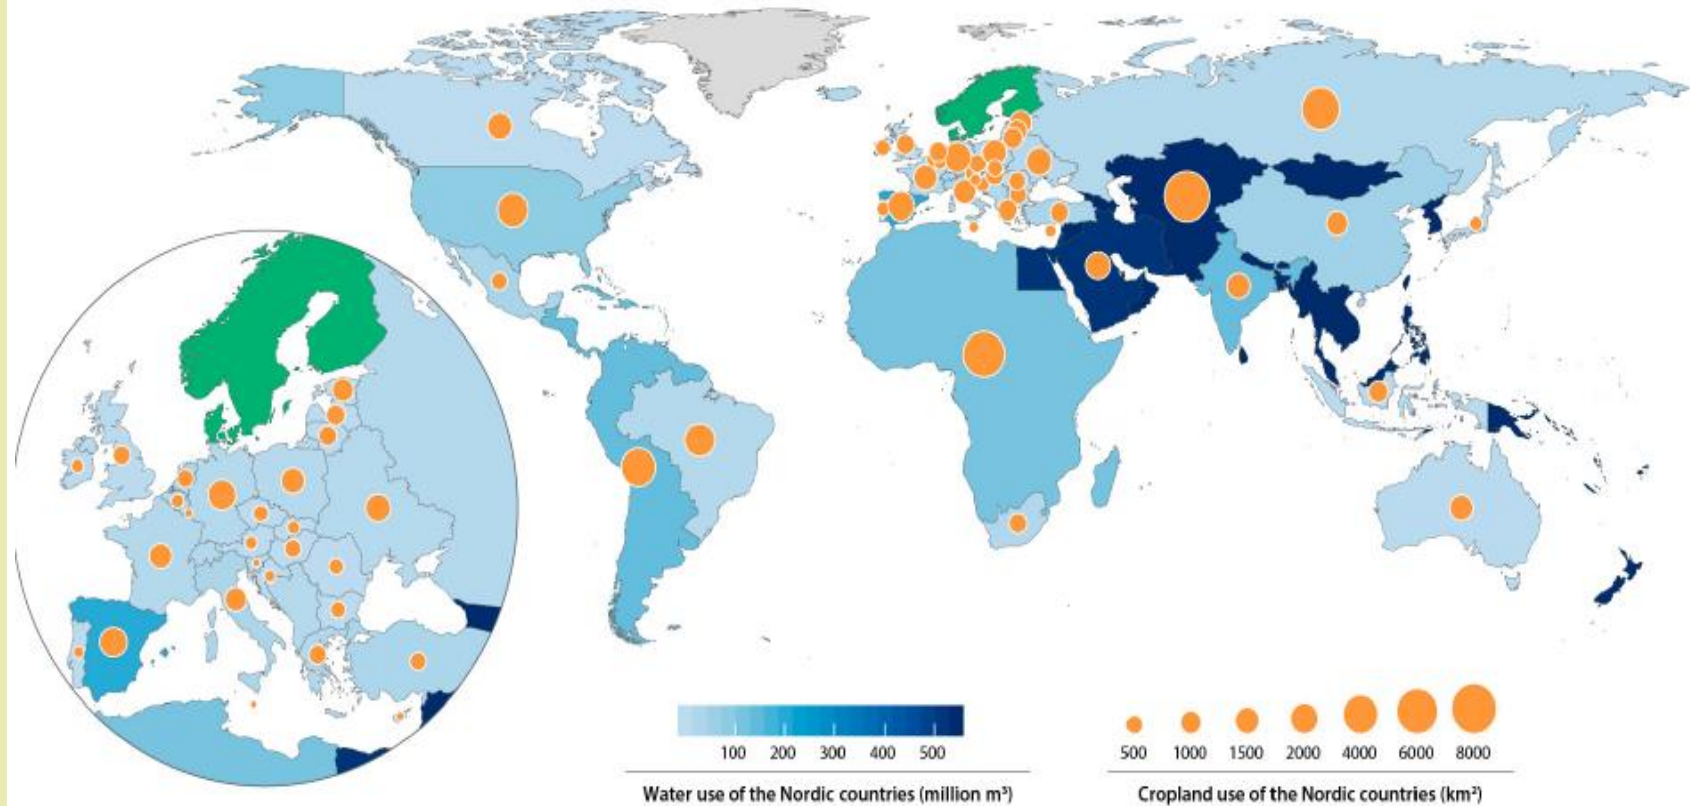 100 200 300 400 500
Water use of the Nordic countries (million m³)
500 1000 1500 2000 4000 6000 8000
Cropland use of the Nordic countries (km²)